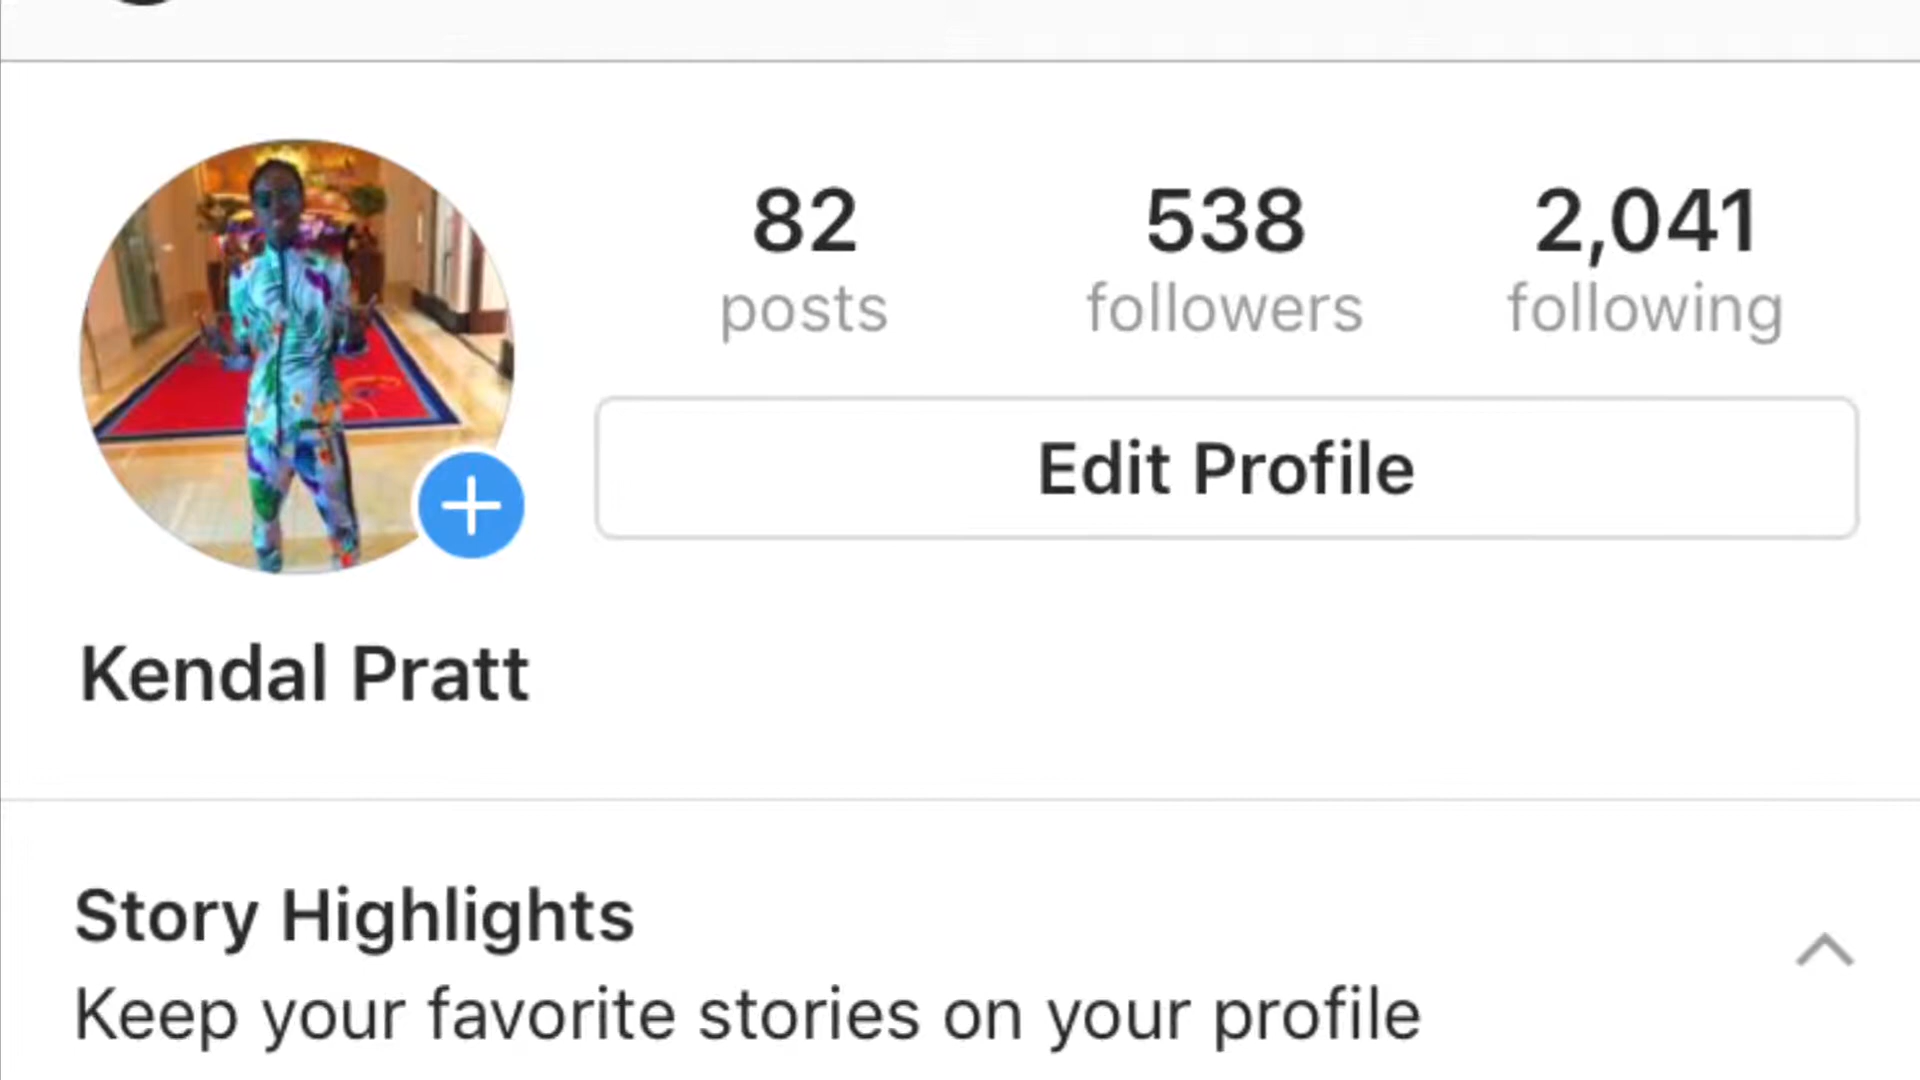 82 538 2,041
posts followers following
Edit Profile
Kendal Pratt
Story Highlights
Keep your favorite stories on your profile